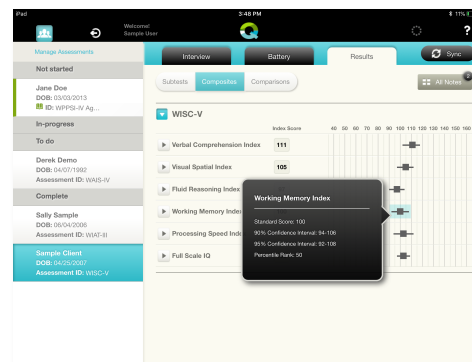 iPad
3:48 PM
11%
Welcome!
Sample User
?
Manage Assessments
Interview
Battery
Results
Sync
Not started
Subtests
Composites
Comparisons
All Notes
2
Jane Doe
DOB: 03/03/2013
ID: WPPSI-IV Ag...
In-progress
To do
Derek Demo
DOB: 04/07/1992
Assessment ID: WAIS-IV
Complete
Sally Sample
DOB: 06/04/2006
Assessment ID: WIAT-III
Sample Client
DOB: 04/25/2007
Assessment ID: WISC-V
WISC-V
Index Score
40 50 60 70 80 90 100 110 120 130 140 150 160
Verbal Comprehension Index 111
Visual Spatial Index 105
Fluid Reasoning Index
Working Memory Index
Processing Speed Inde
Full Scale IQ
Working Memory Index
Standard Score: 100
90% Confidence Interval: 94-106
95% Confidence Interval: 92-108
Percentile Rank: 50